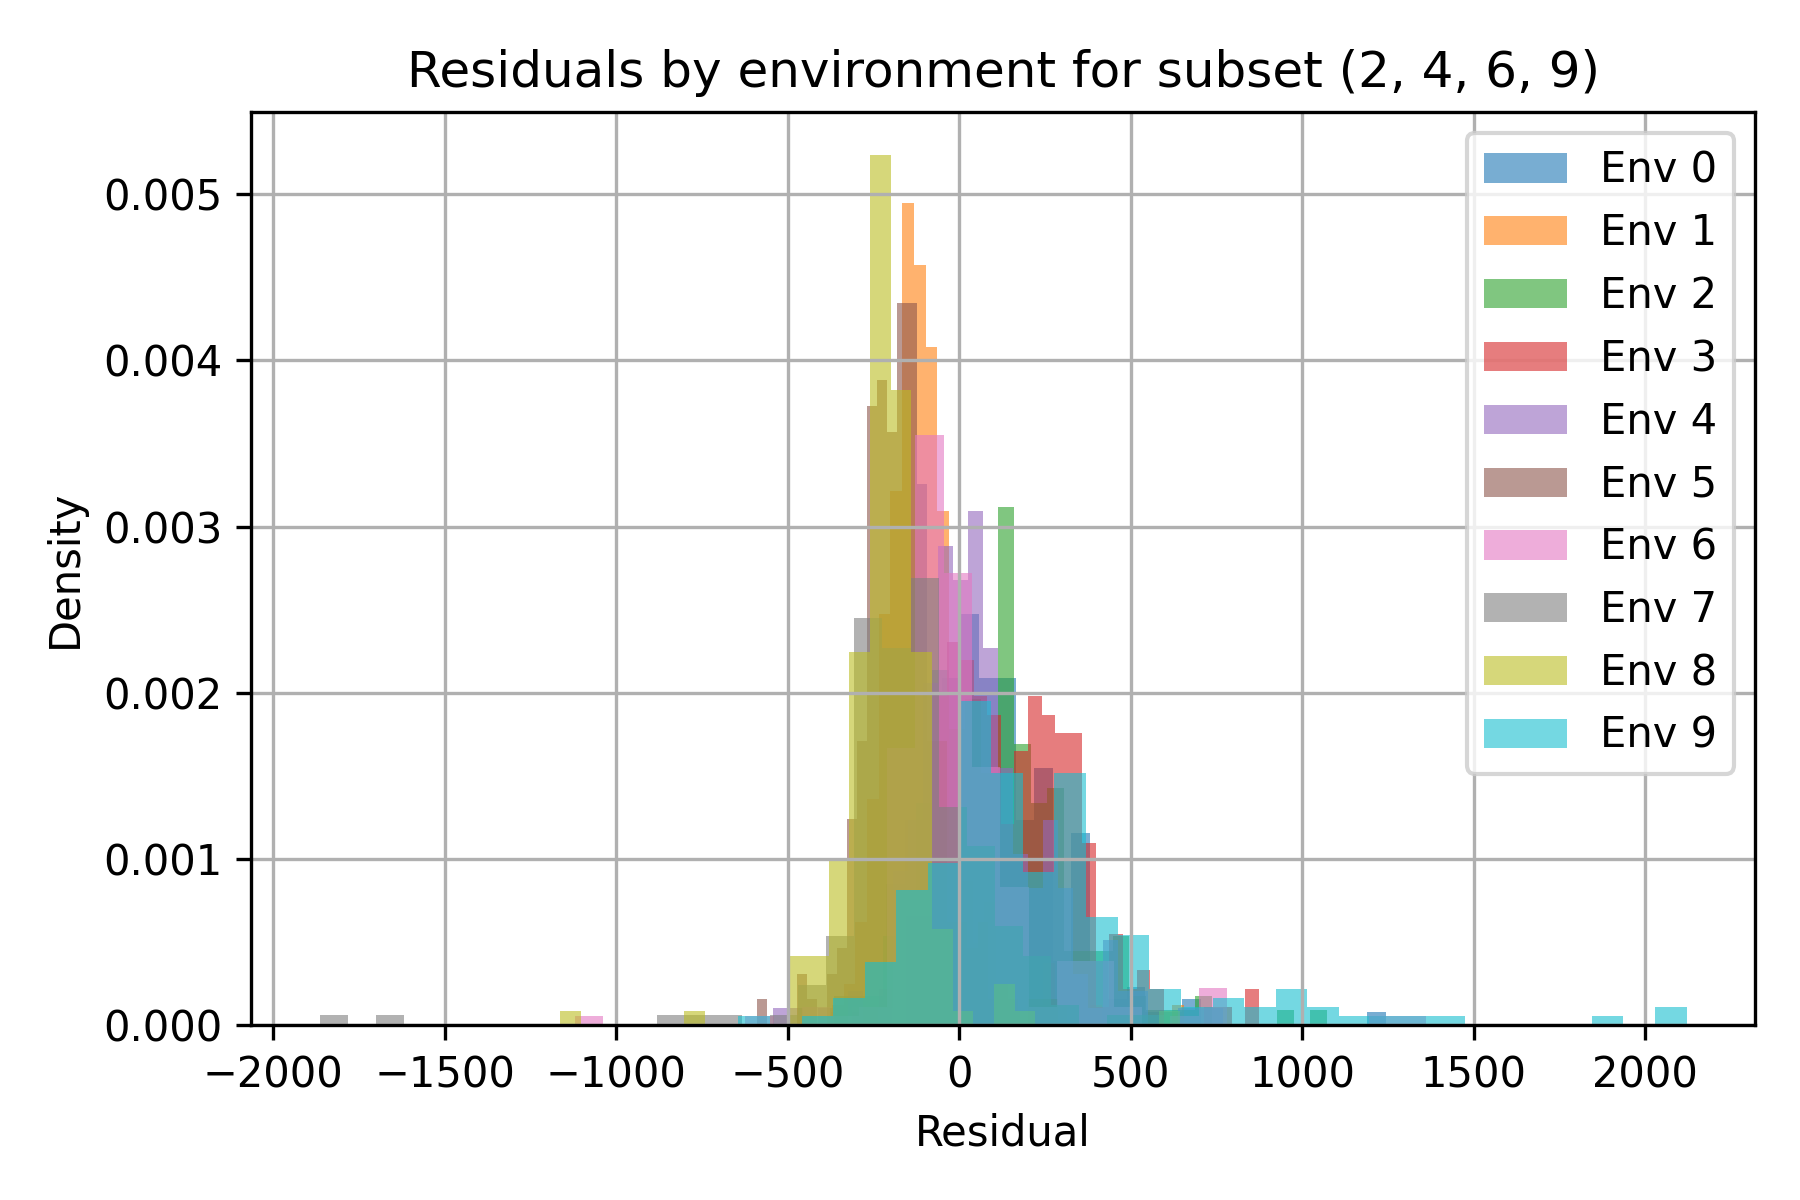 Residuals by environment for subset (2, 4, 6, 9)
Density
0.005
0.004
0.003
0.002
0.001
0.000
−2000 −1500 −1000 −500 0 500 1000 1500 2000
Residual
Env 0
Env 1
Env 2
Env 3
Env 4
Env 5
Env 6
Env 7
Env 8
Env 9